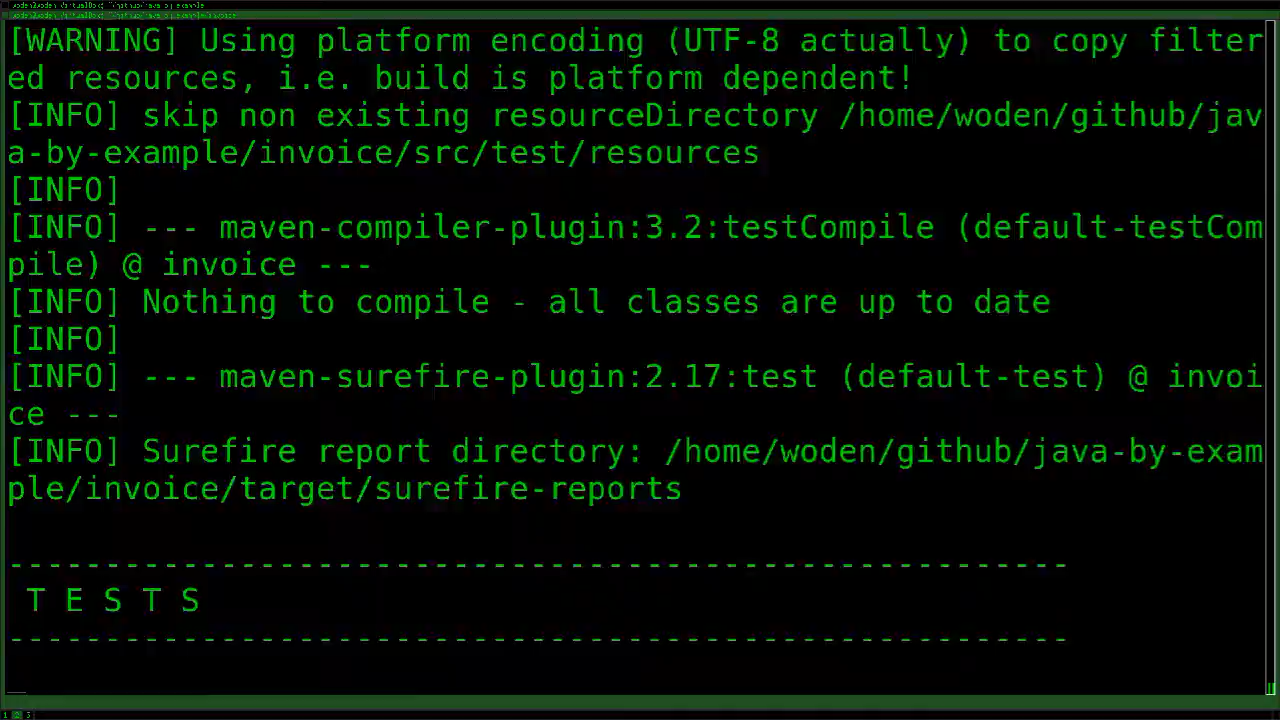 [WARNING] Using platform encoding (UTF-8 actually) to copy filter
ed resources, i.e. build is platform dependent!
[INFO] skip non existing resourceDirectory /home/woden/github/jav
a-by-example/invoice/src/test/resources
[INFO]
[INFO] --- maven-compiler-plugin:3.2:testCompile (default-testCom
pile) @ invoice ---
[INFO] Nothing to compile - all classes are up to date
[INFO]
[INFO] --- maven-surefire-plugin:2.17:test (default-test) @ invoi
ce ---
[INFO] Surefire report directory: /home/woden/github/java-by-exam
ple/invoice/target/surefire-reports
-------------------------------------------------------
T E S T S
-------------------------------------------------------
1 2 3